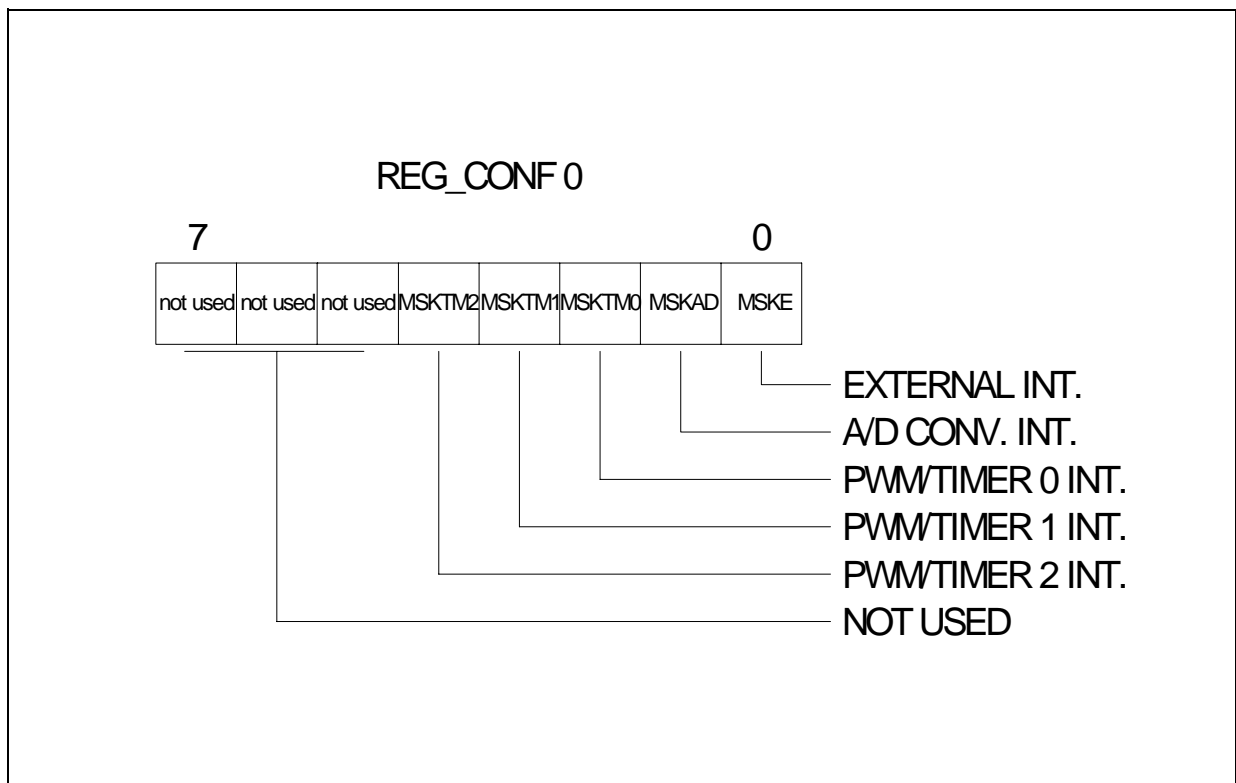 REG_CONF 0
7 0
not used not used not used MSKTM2 MSKTM1 MSKTM0 MSKAD MSKE
EXTERNAL INT.
A/D CONV. INT.
PWM/TIMER 0 INT.
PWM/TIMER 1 INT.
PWM/TIMER 2 INT.
NOT USED